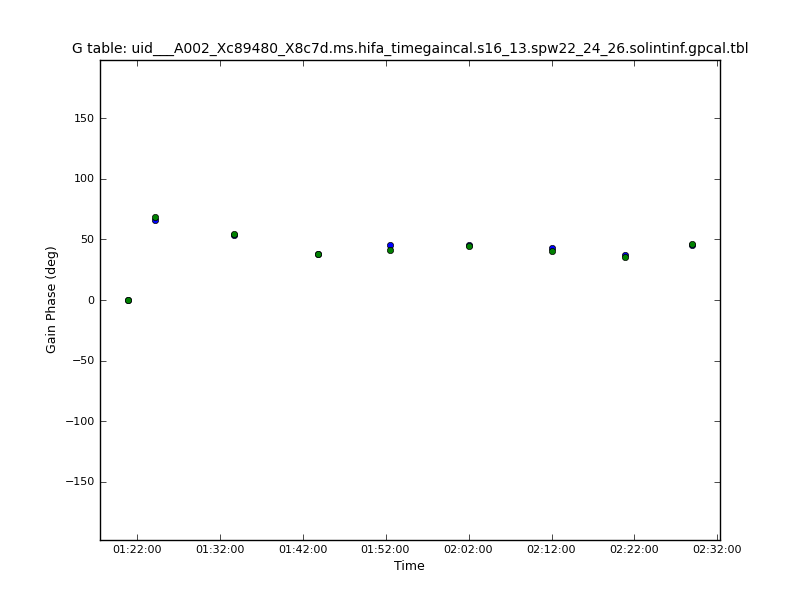 G table: uid___A002_Xc89480_X8c7d.ms.hifa_timegaincal.s16_13.spw22_24_26.solintinf.gpcal.tbl
150
100
50
0
−50
−100
−150
Gain Phase (deg)
01:22:00 01:32:00 01:42:00 01:52:00 02:02:00 02:12:00 02:22:00 02:32:00
Time